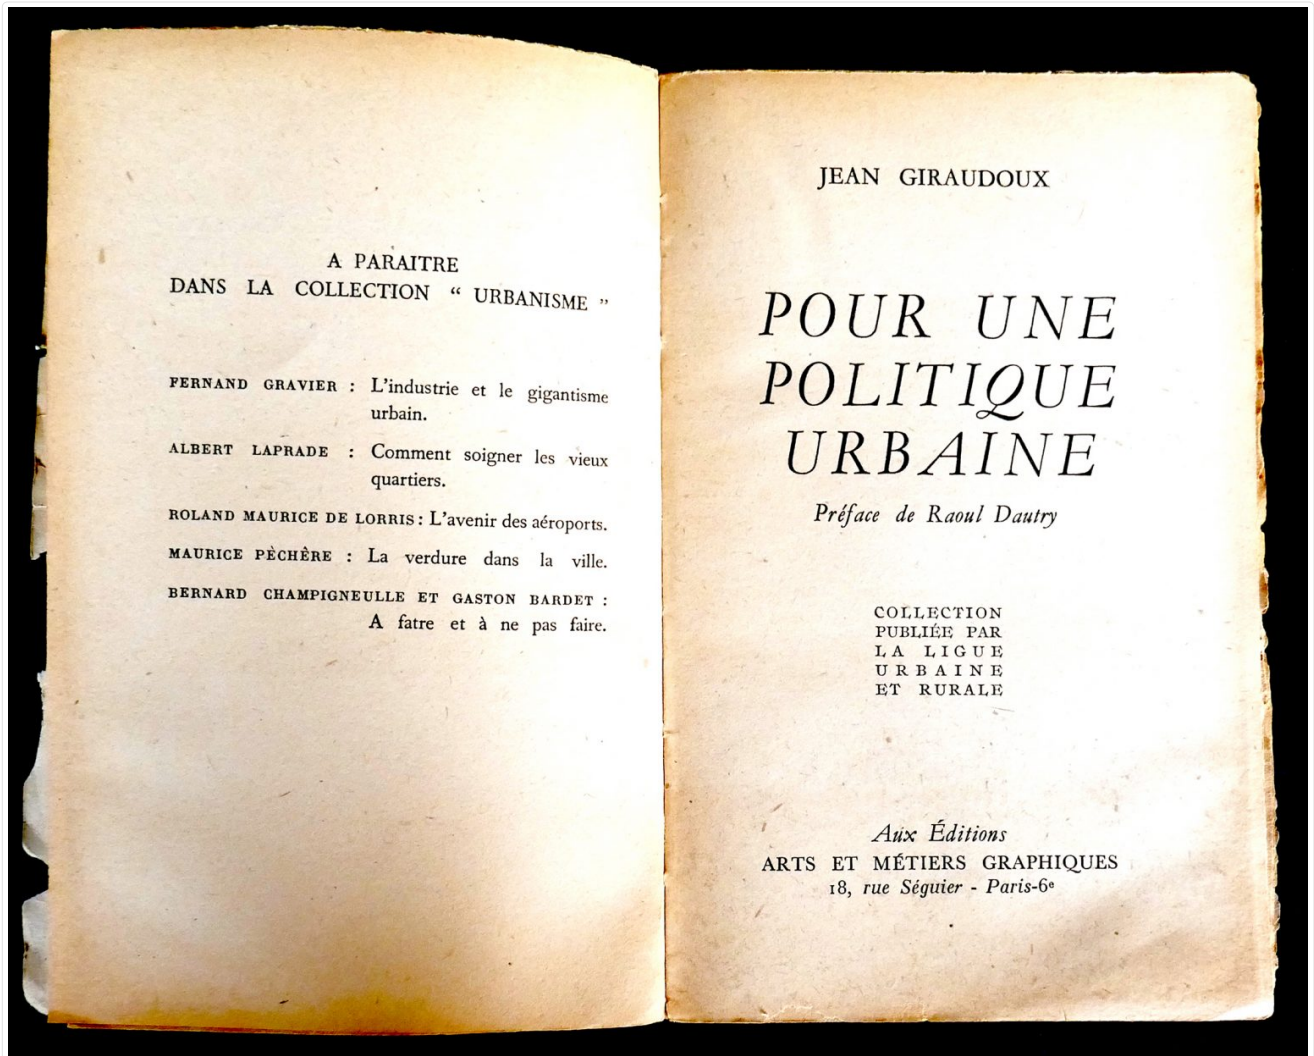 A PARAITRE
DANS LA COLLECTION “ URBANISME ”
FERNAND GRAVIER : L'industrie et le gigantisme
urbain.
ALBERT LAPRADE : Comment soigner les vieux
quartiers.
ROLAND MAURICE DE LORRIS : L'avenir des aéroports.
MAURICE PÈCHÊRE : La verdure dans la ville.
BERNARD CHAMPIGNEULLE ET GASTON BARDET :
A fatre et à ne pas faire.
JEAN GIRAUDOUX
POUR UNE
POLITIQUE
URBAINE
Préface de Raoul Dautry
COLLECTION
PUBLIÉE PAR
LA LIGUE
URBAINE
ET RURALE
Aux Éditions
ARTS ET MÉTIERS GRAPHIQUES
18, rue Séguier - Paris-6e